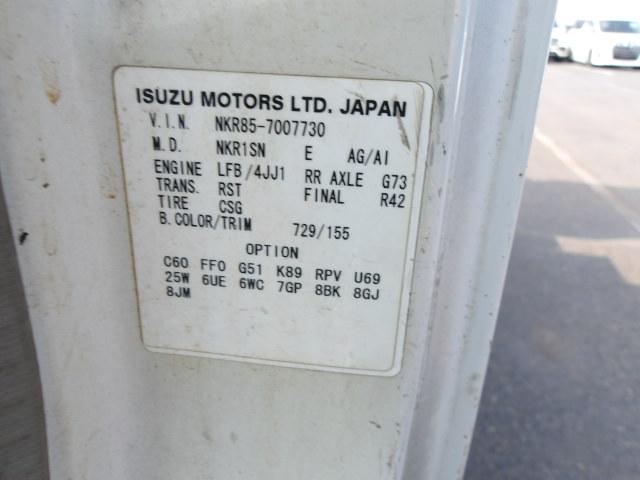 ISUZU MOTORS LTD. JAPAN
V.I.N. NKR85-7007730
M.D. NKR1SN E AG/AI
ENGINE LFB/4JJ1 RR AXLE G73
TRANS. RST FINAL R42
TIRE CSG
B.COLOR/TRIM 729/155
OPTION
C60 FF0 G51 K89 RPV U69
25W 6UE 6WC 7GP 8BK 8GJ
8JM